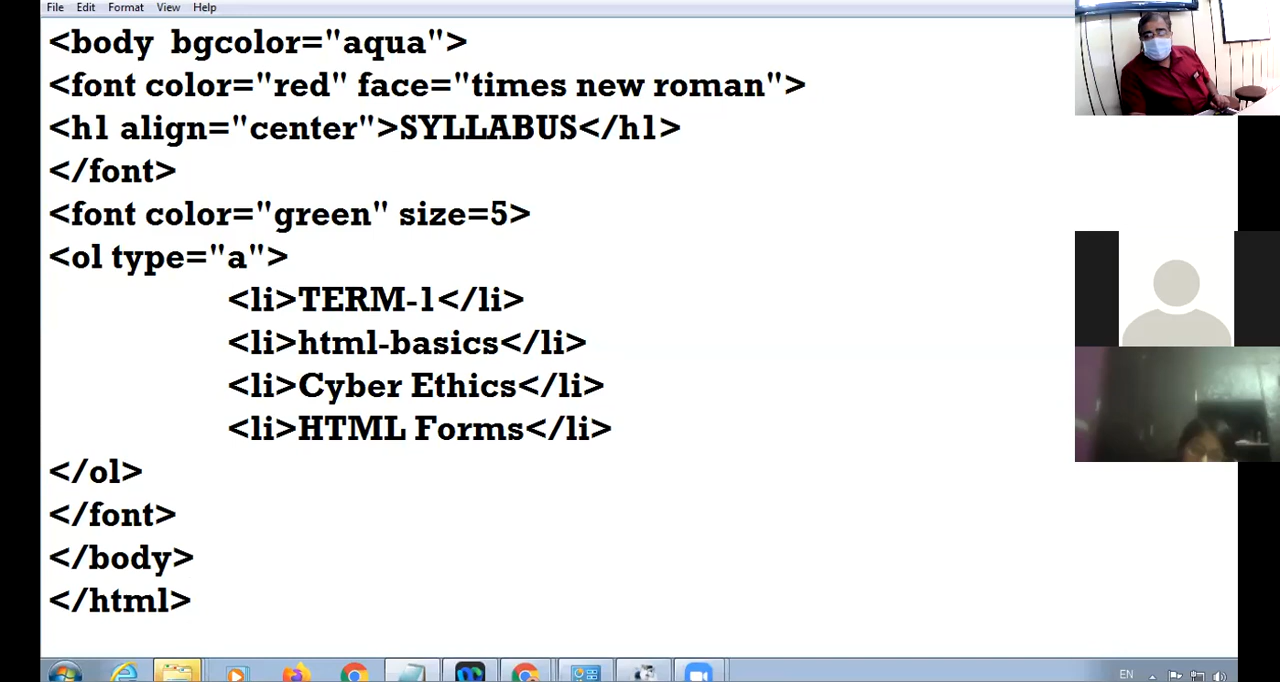 File Edit Format View Help
<body bgcolor="aqua">
<font color="red" face="times new roman">
<h1 align="center">SYLLABUS</h1>
</font>
<font color="green" size=5>
<ol type="a">
<li>TERM-1</li>
<li>html-basics</li>
<li>Cyber Ethics</li>
<li>HTML Forms</li>
</ol>
</font>
</body>
</html>
EN